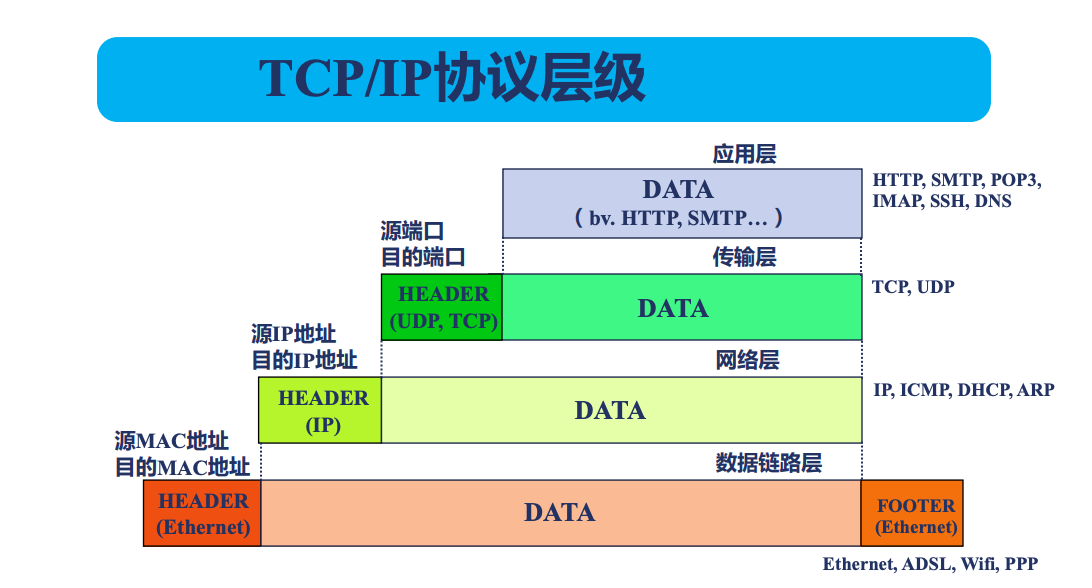 TCP/IP协议层级
应用层
DATA
（ bv. HTTP, SMTP… ）
HTTP, SMTP, POP3,
IMAP, SSH, DNS
源端口
目的端口
传输层
HEADER
(UDP, TCP)
DATA
TCP, UDP
源IP地址
目的IP地址
网络层
HEADER
(IP)
DATA
IP, ICMP, DHCP, ARP
源MAC地址
目的MAC地址
数据链路层
HEADER
(Ethernet)
DATA
FOOTER
(Ethernet)
Ethernet, ADSL, Wifi, PPP